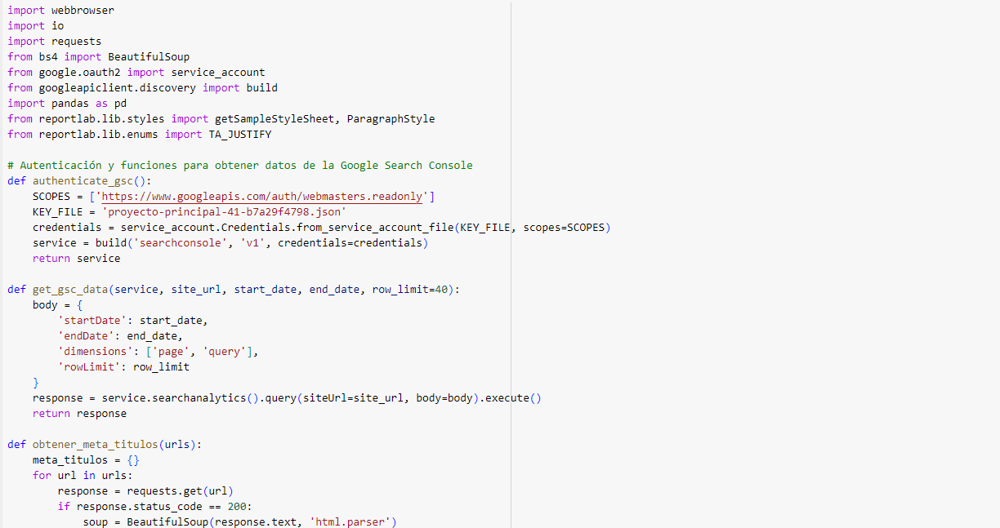 import webbrowser
import io
import requests
from bs4 import BeautifulSoup
from google.oauth2 import service_account
from googleapiclient.discovery import build
import pandas as pd
from reportlab.lib.styles import getSampleStyleSheet, ParagraphStyle
from reportlab.lib.enums import TA_JUSTIFY

# Autenticación y funciones para obtener datos de la Google Search Console
def authenticate_gsc():
    SCOPES = ['https://www.googleapis.com/auth/webmasters.readonly']
    KEY_FILE = 'proyecto-principal-41-b7a29f4798.json'
    credentials = service_account.Credentials.from_service_account_file(KEY_FILE, scopes=SCOPES)
    service = build('searchconsole', 'v1', credentials=credentials)
    return service

def get_gsc_data(service, site_url, start_date, end_date, row_limit=40):
    body = {
        'startDate': start_date,
        'endDate': end_date,
        'dimensions': ['page', 'query'],
        'rowLimit': row_limit
    }
    response = service.searchanalytics().query(siteUrl=site_url, body=body).execute()
    return response

def obtener_meta_titulos(urls):
    meta_titulos = {}
    for url in urls:
        response = requests.get(url)
        if response.status_code == 200:
            soup = BeautifulSoup(response.text, 'html.parser')